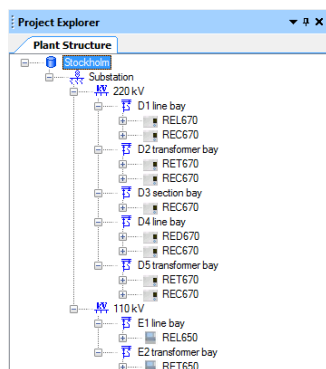 Project Explorer
Plant Structure
Stockholm
Substation
220 kV
D1 line bay
REL670
REC670
D2 transformer bay
RET670
REC670
D3 section bay
REC670
D4 line bay
RED670
REC670
D5 transformer bay
RET670
REC670
110 kV
E1 line bay
REL650
E2 transformer bay
RET650